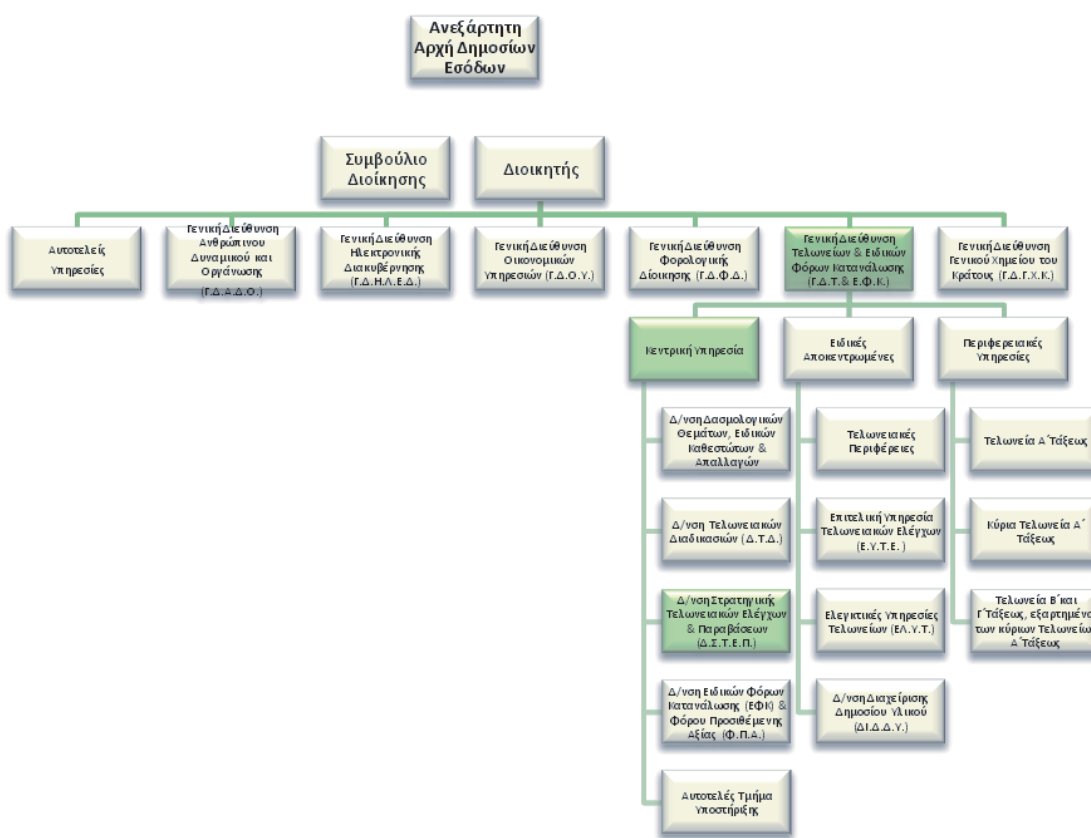 Ανεξάρτητη
Αρχή Δημοσίων
Εσόδων
Συμβούλιο
Διοίκησης
Διοικητής
Αυτοτελείς
Υπηρεσίες
Γενική Διεύθυνση
Ανθρώπινου
Δυναμικού και
Οργάνωσης
(Γ.Δ.Α.Δ.Ο.)
Γενική Διεύθυνση
Ηλεκτρονικής
Διακυβέρνησης
(Γ.Δ.Η.Λ.Ε.Δ.)
Γενική Διεύθυνση
Οικονομικών
Υπηρεσιών (Γ.Δ.Ο.Υ.)
Γενική Διεύθυνση
Φορολογικής
Δίοικησης (Γ.Δ.Φ.Δ.)
Γενική Διεύθυνση
Τελωνείων & Ειδικών
Φόρων Κατανάλωσης
(Γ.Δ.Τ.& Ε.Φ.Κ.)
Γενική Διεύθυνση
Γενικού Χημείου του
Κράτους (Γ.Δ.Γ.Χ.Κ.)
Κεντρική Υπηρεσία
Ειδικές
Αποκεντρωμένες
Περιφερειακές
Υπηρεσίες
Δ/νση Δασμολογικών
Θεμάτων, Ειδικών
Καθεστώτων &
Απαλλαγών
Τελωνειακές
Περιφέρειες
Τελωνεία Α΄Τάξεως
Δ/νση Τελωνειακών
Διαδικασιών (Δ.Τ.Δ.)
Επιτελική Υπηρεσία
Τελωνειακών Ελέγχων
(Ε.Υ.Τ.Ε. )
Κύρια Τελωνεία Α΄
Τάξεως
Δ/νση Στρατηγικής
Τελωνειακών Ελέγχων
& Παραβάσεων
(Δ.Σ.Τ.Ε.Π.)
Ελεγκτικές Υπηρεσίες
Τελωνείων (ΕΛ.Υ.Τ.)
Τελωνεία Β΄και
Γ΄Τάξεως, εξαρτημένα
των κύριων Τελωνείων
Α΄Τάξεως
Δ/νση Ειδικών Φόρων
Κατανάλωσης (ΕΦΚ) &
Φόρου Προσιθέμενης
Αξίας (Φ.Π.Α.)
Δ/νση Διαχείρισης
Δημοσίου Υλικού
(ΔΙ.Δ.Δ.Υ.)
Αυτοτελές Τμήμα
Υποστήριξης